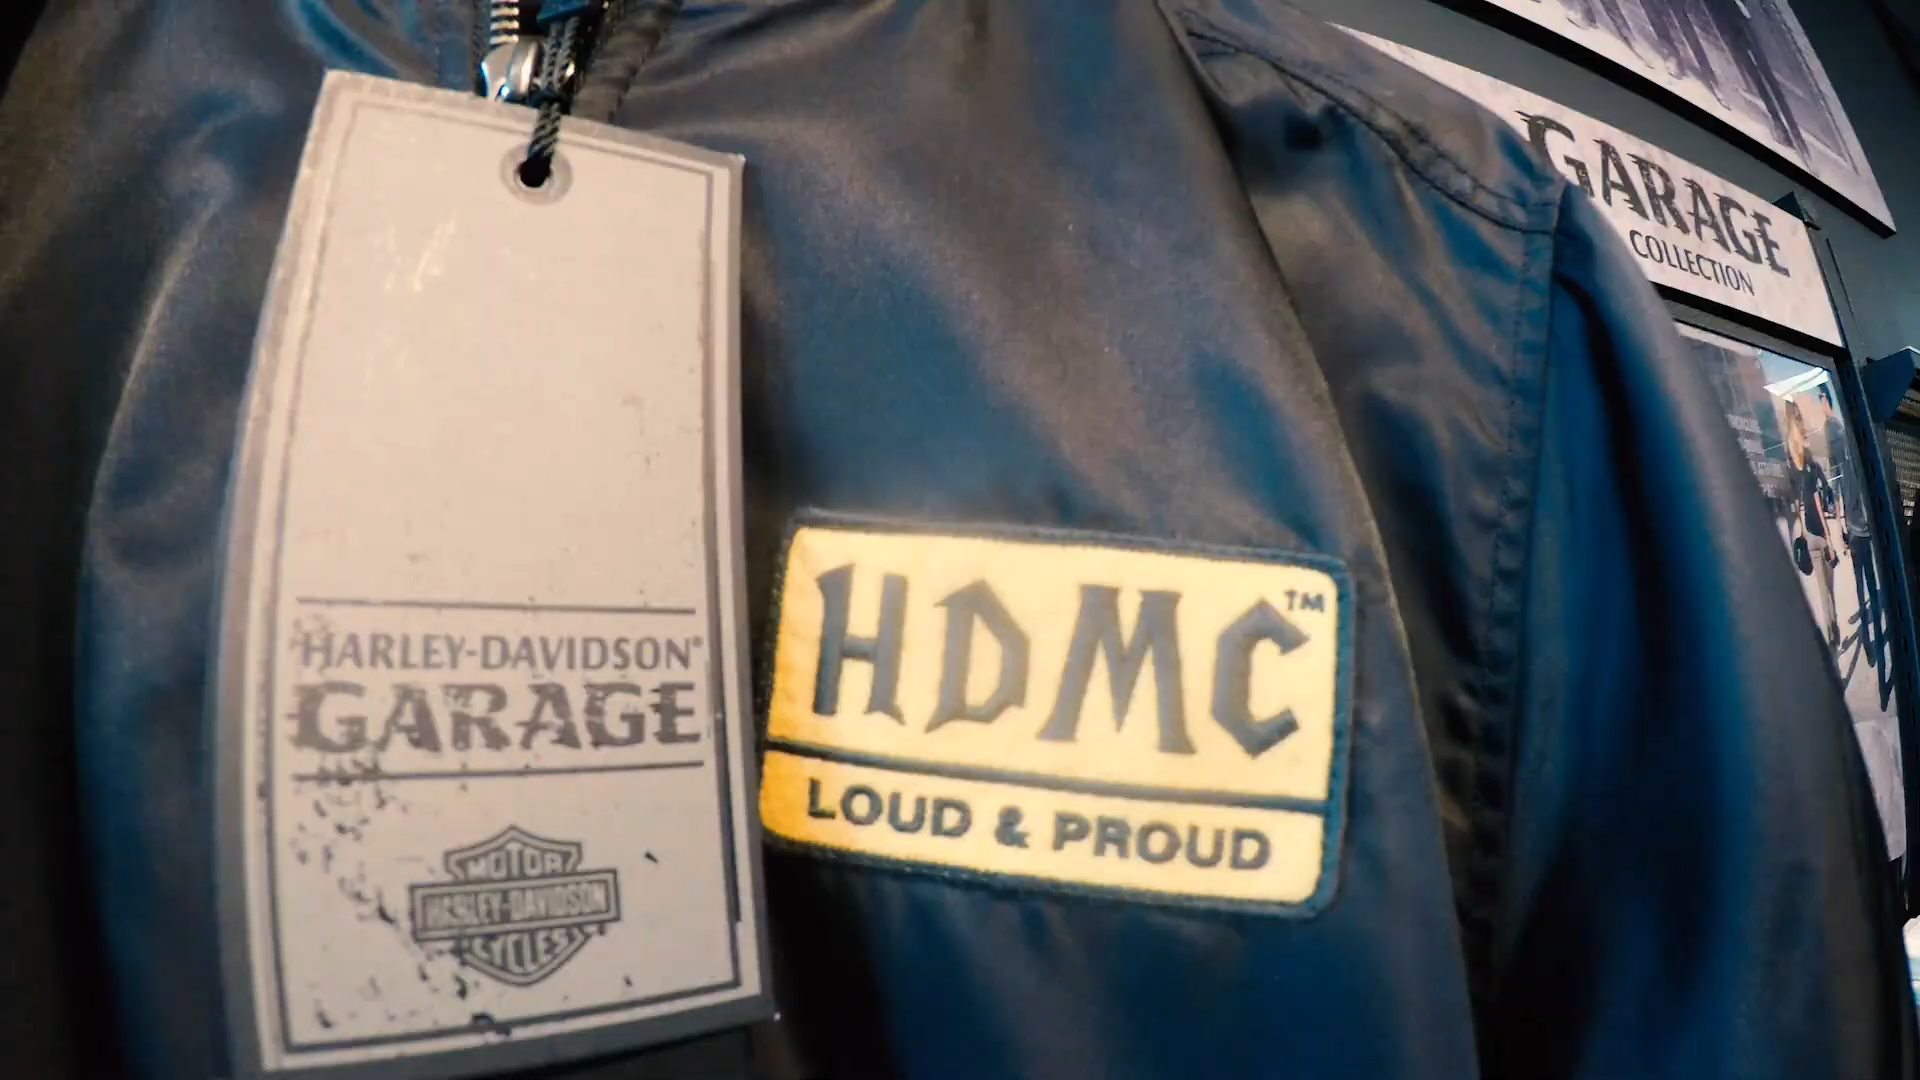 HARLEY-DAVIDSON®
GARAGE
MOTOR
HARLEY-DAVIDSON
CYCLES
HDMC™
LOUD & PROUD
GARAGE
COLLECTION